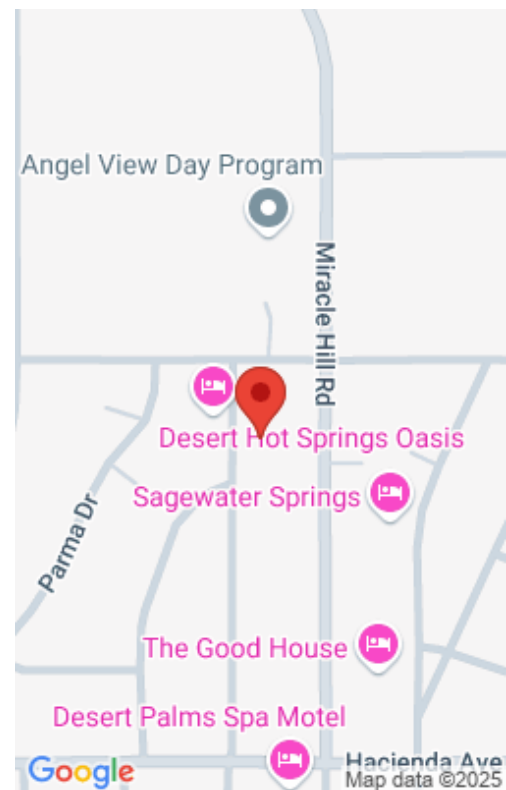 Angel View Day Program
Miracle Hill Rd
Desert Hot Springs Oasis
Sagewater Springs
Parma Dr
The Good House
Desert Palms Spa Motel
Hacienda Ave
Google
Map data ©2025